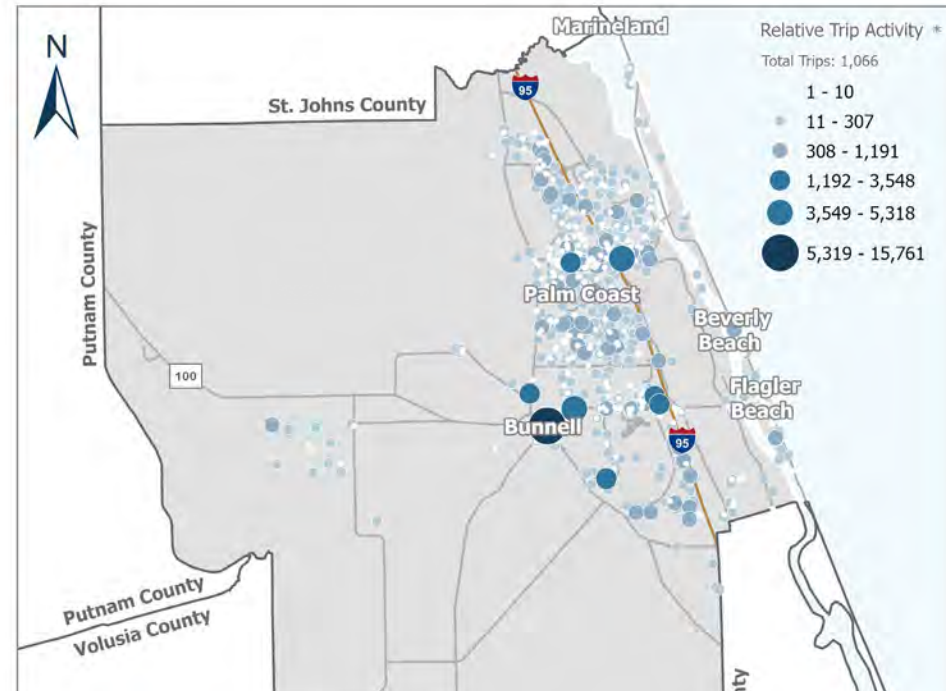 Marineland
Relative Trip Activity *
Total Trips: 1,066
1 - 10
11 - 307
308 - 1,191
1,192 - 3,548
3,549 - 5,318
5,319 - 15,761
N
95
St. Johns County
Putnam County
Palm Coast
Beverly
Beach
100
Flagler
Beach
Bunnell
95
Putnam County
Volusia County